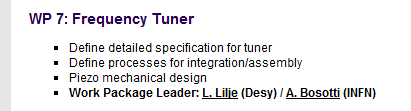 WP 7: Frequency Tuner
▪ Define detailed specification for tuner
▪ Define processes for integration/assembly
▪ Piezo mechanical design
▪ Work Package Leader: L. Lilje (Desy) / A. Bosotti (INFN)